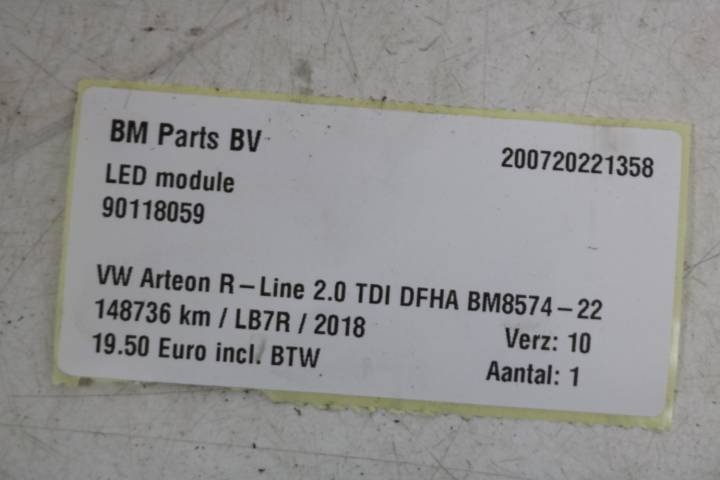 BM Parts BV
200720221358
LED module
90118059
VW Arteon R-Line 2.0 TDI DFHA BM8574-22
148736 km / LB7R / 2018
Verz: 10
19.50 Euro incl. BTW
Aantal: 1